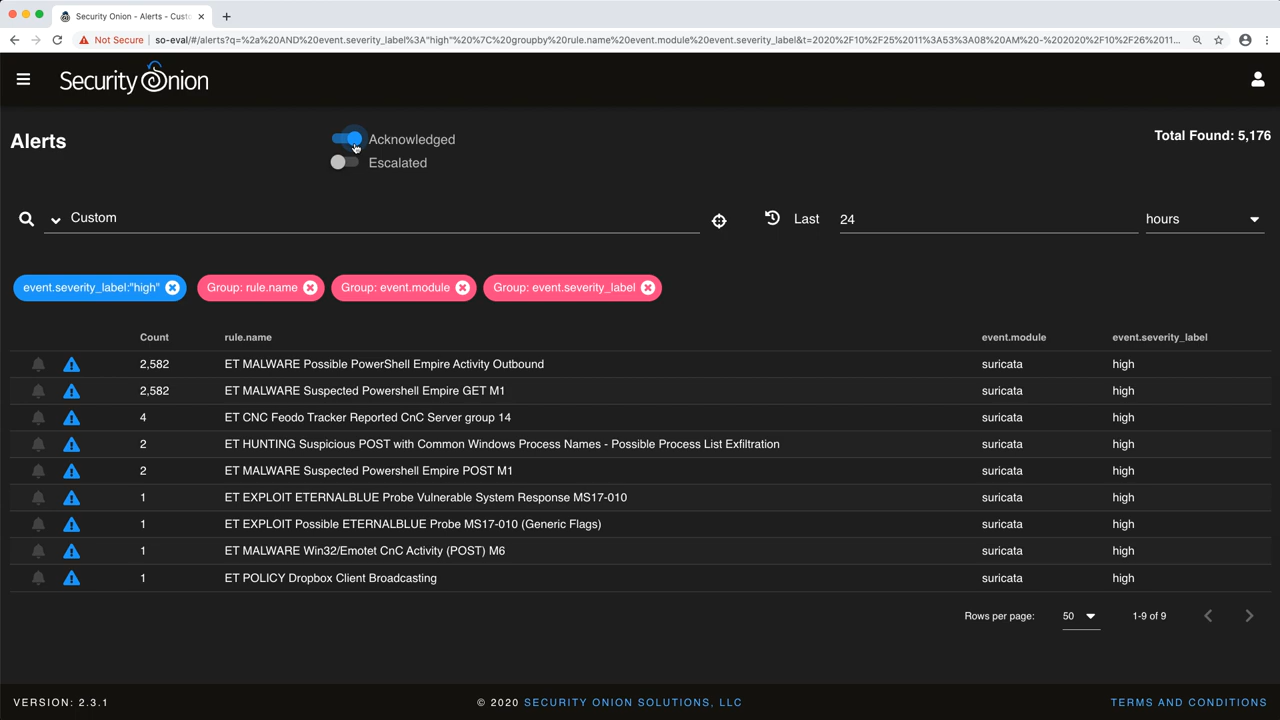 Security Onion - Alerts - Custo
Not Secure
so-eval/#/alerts?q=%2a%20AND%20event.severity_label%3A"high"%20%7C%20groupby%20rule.name%20event.module%20event.severity_label&t=2020%2F10%2F25%2011%3A53%3A08%20AM%20-%202020%2F10%2F26%2011...
Security Onion
Alerts
Acknowledged
Escalated
Total Found: 5,176
Custom
Last 24 hours
event.severity_label:"high" Group: rule.name Group: event.module Group: event.severity_label
Count rule.name event.module event.severity_label
2,582 ET MALWARE Possible PowerShell Empire Activity Outbound suricata high
2,582 ET MALWARE Suspected Powershell Empire GET M1 suricata high
4 ET CNC Feodo Tracker Reported CnC Server group 14 suricata high
2 ET HUNTING Suspicious POST with Common Windows Process Names - Possible Process List Exfiltration suricata high
2 ET MALWARE Suspected Powershell Empire POST M1 suricata high
1 ET EXPLOIT ETERNALBLUE Probe Vulnerable System Response MS17-010 suricata high
1 ET EXPLOIT Possible ETERNALBLUE Probe MS17-010 (Generic Flags) suricata high
1 ET MALWARE Win32/Emotet CnC Activity (POST) M6 suricata high
1 ET POLICY Dropbox Client Broadcasting suricata high
Rows per page: 50 1-9 of 9
VERSION: 2.3.1 © 2020 SECURITY ONION SOLUTIONS, LLC TERMS AND CONDITIONS